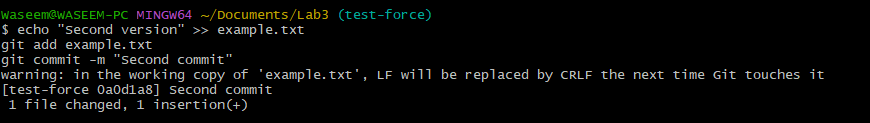 Waseem@WASEEM-PC MINGW64 ~/Documents/Lab3 (test-force)
$ echo "Second version" >> example.txt
git add example.txt
git commit -m "Second commit"
warning: in the working copy of 'example.txt', LF will be replaced by CRLF the next time Git touches it
[test-force 0a0d1a8] Second commit
 1 file changed, 1 insertion(+)